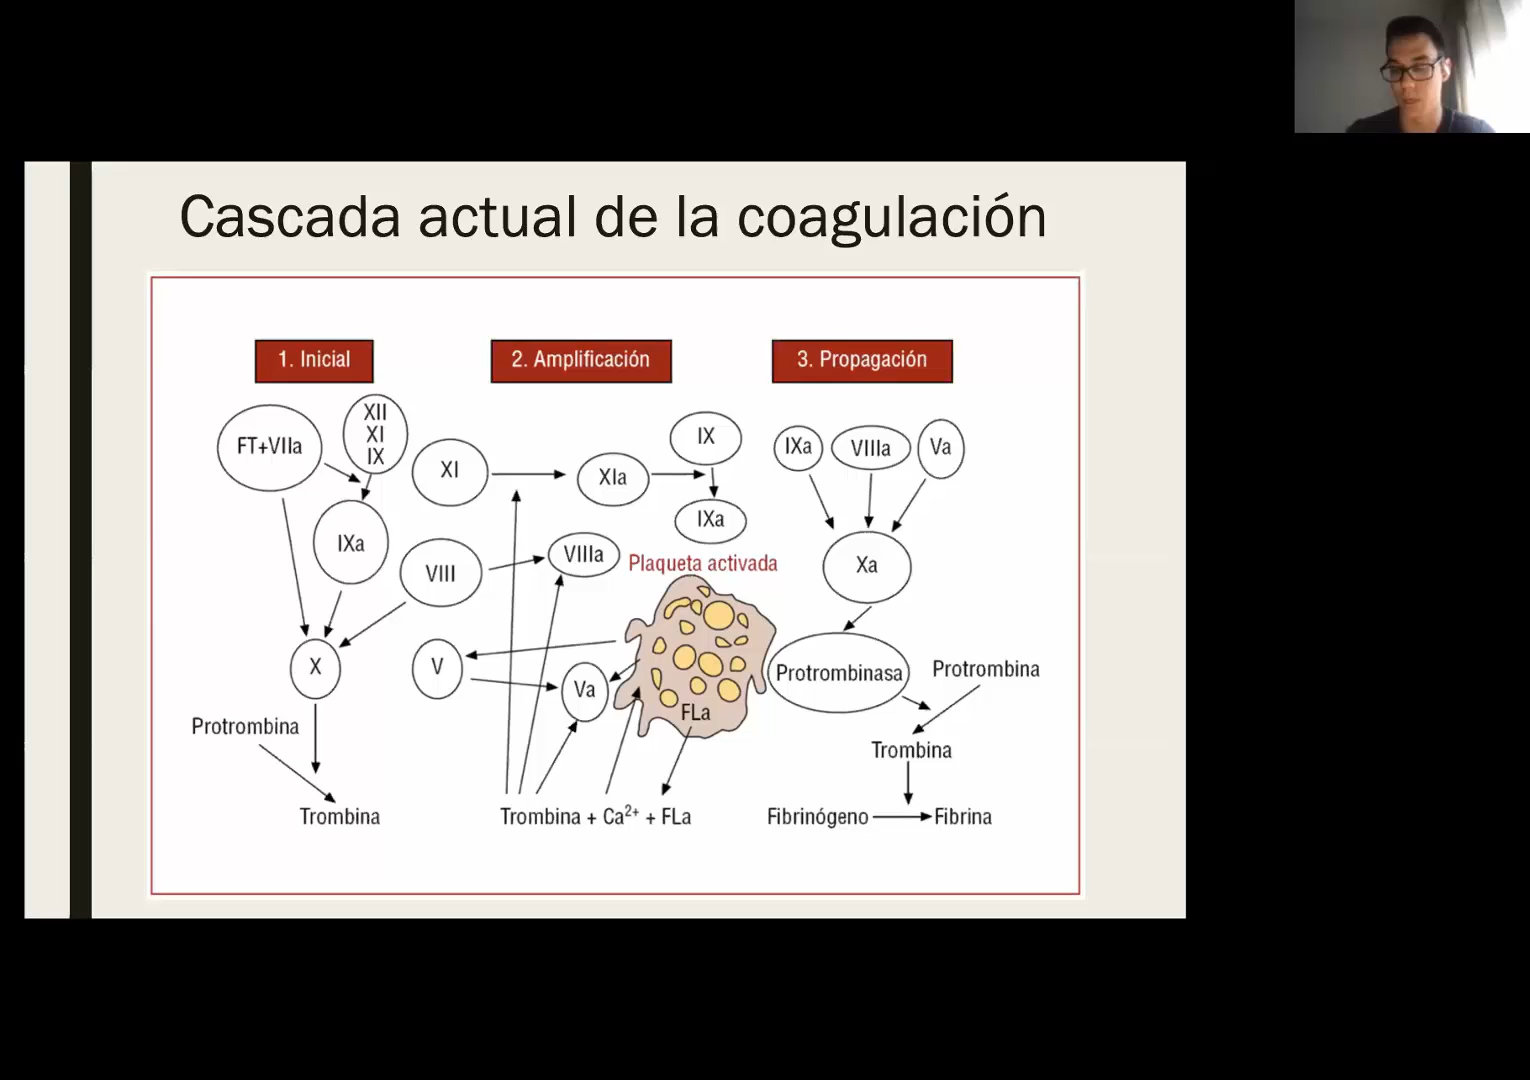 Cascada actual de la coagulación
1. Inicial
2. Amplificación
3. Propagación
FT+VIIa
XII
XI
IX
IXa
VIII
X
Protrombina
Trombina
XI
XIa
IX
IXa
VIIIa
Plaqueta activada
V
Va
FLa
Trombina + Ca²⁺ + FLa
IXa
VIIIa
Va
Xa
Protrombinasa
Protrombina
Trombina
Fibrinógeno
Fibrina